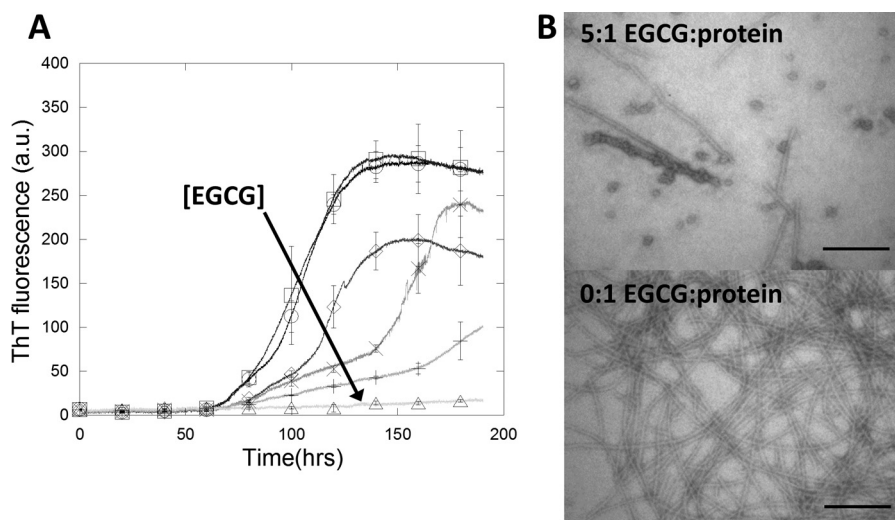 A
ThT fluorescence (a.u.)
400
350
300
250
200
150
100
50
0
[EGCG]
0
50
100
150
200
Time(hrs)
B
5:1 EGCG:protein
0:1 EGCG:protein